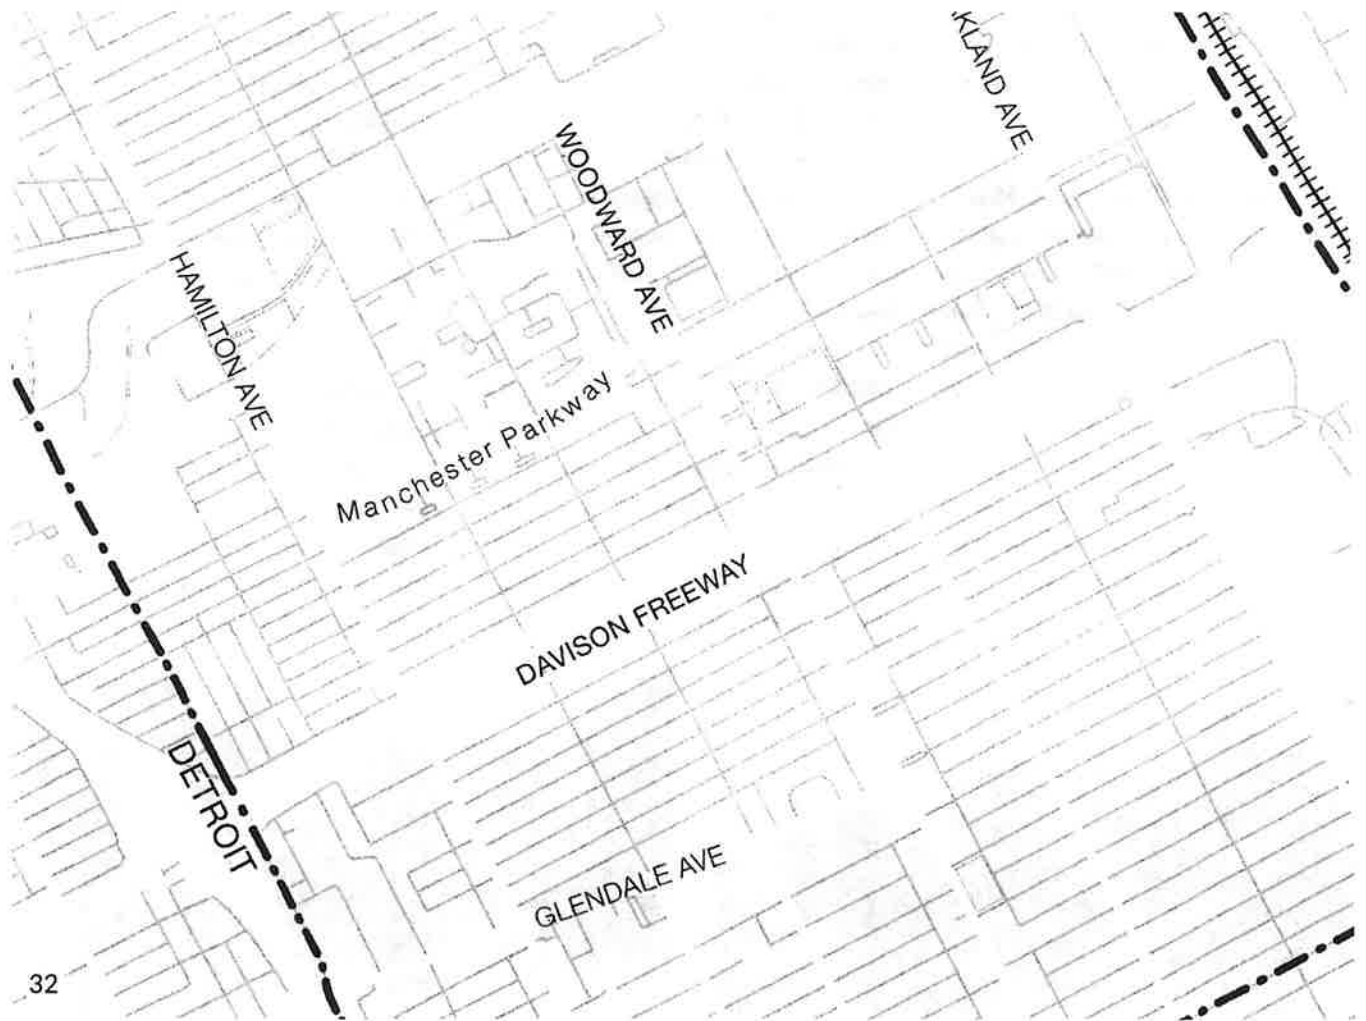 KLAND AVE
WOODWARD AVE
HAMILTON AVE
Manchester Parkway
DAVISON FREEWAY
DETROIT
GLENDALE AVE
32